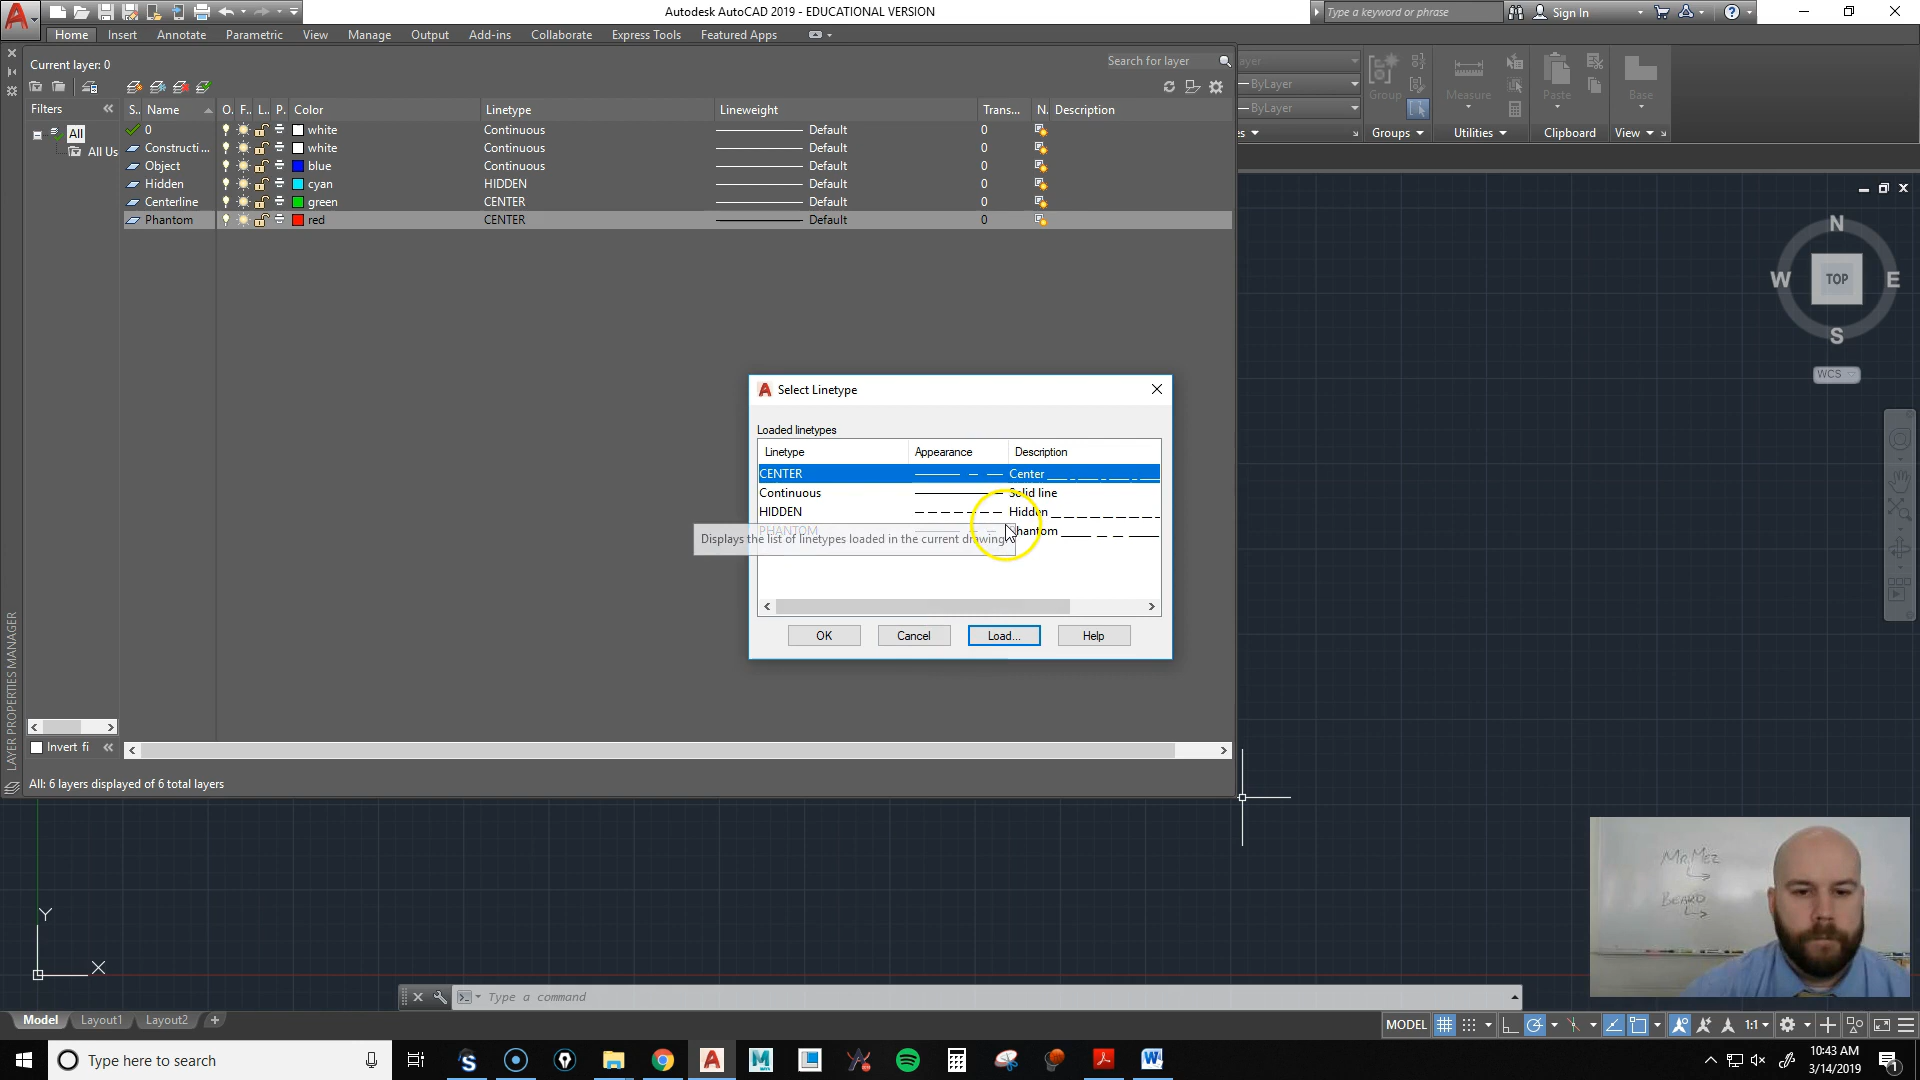 Autodesk AutoCAD 2019 - EDUCATIONAL VERSION
Type a keyword or phrase
Sign In
Home Insert Annotate Parametric View Manage Output Add-ins Collaborate Express Tools Featured Apps
Current layer: 0
Search for layer
Filters
S.. Name O. F.. L.. P. Color Linetype Lineweight Trans... N. Description
All
All Us
0 white Continuous Default 0
Constructi... white Continuous Default 0
Object blue Continuous Default 0
Hidden cyan HIDDEN Default 0
Centerline green CENTER Default 0
Phantom red CENTER Default 0
ByLayer
ByLayer
Group
Measure
Paste
Base
Groups Utilities Clipboard View
N
W TOP E
S
WCS
Select Linetype
Loaded linetypes
Linetype Appearance Description
CENTER Center
Continuous Solid line
HIDDEN Hidden
PHANTOM Phantom
Displays the list of linetypes loaded in the current drawing
OK Cancel Load... Help
LAYER PROPERTIES MANAGER
Invert fi
All: 6 layers displayed of 6 total layers
Mr. Mez
BEARD
Y
X
Type a command
Model Layout1 Layout2 +
MODEL 1:1
Type here to search
10:43 AM
3/14/2019
1